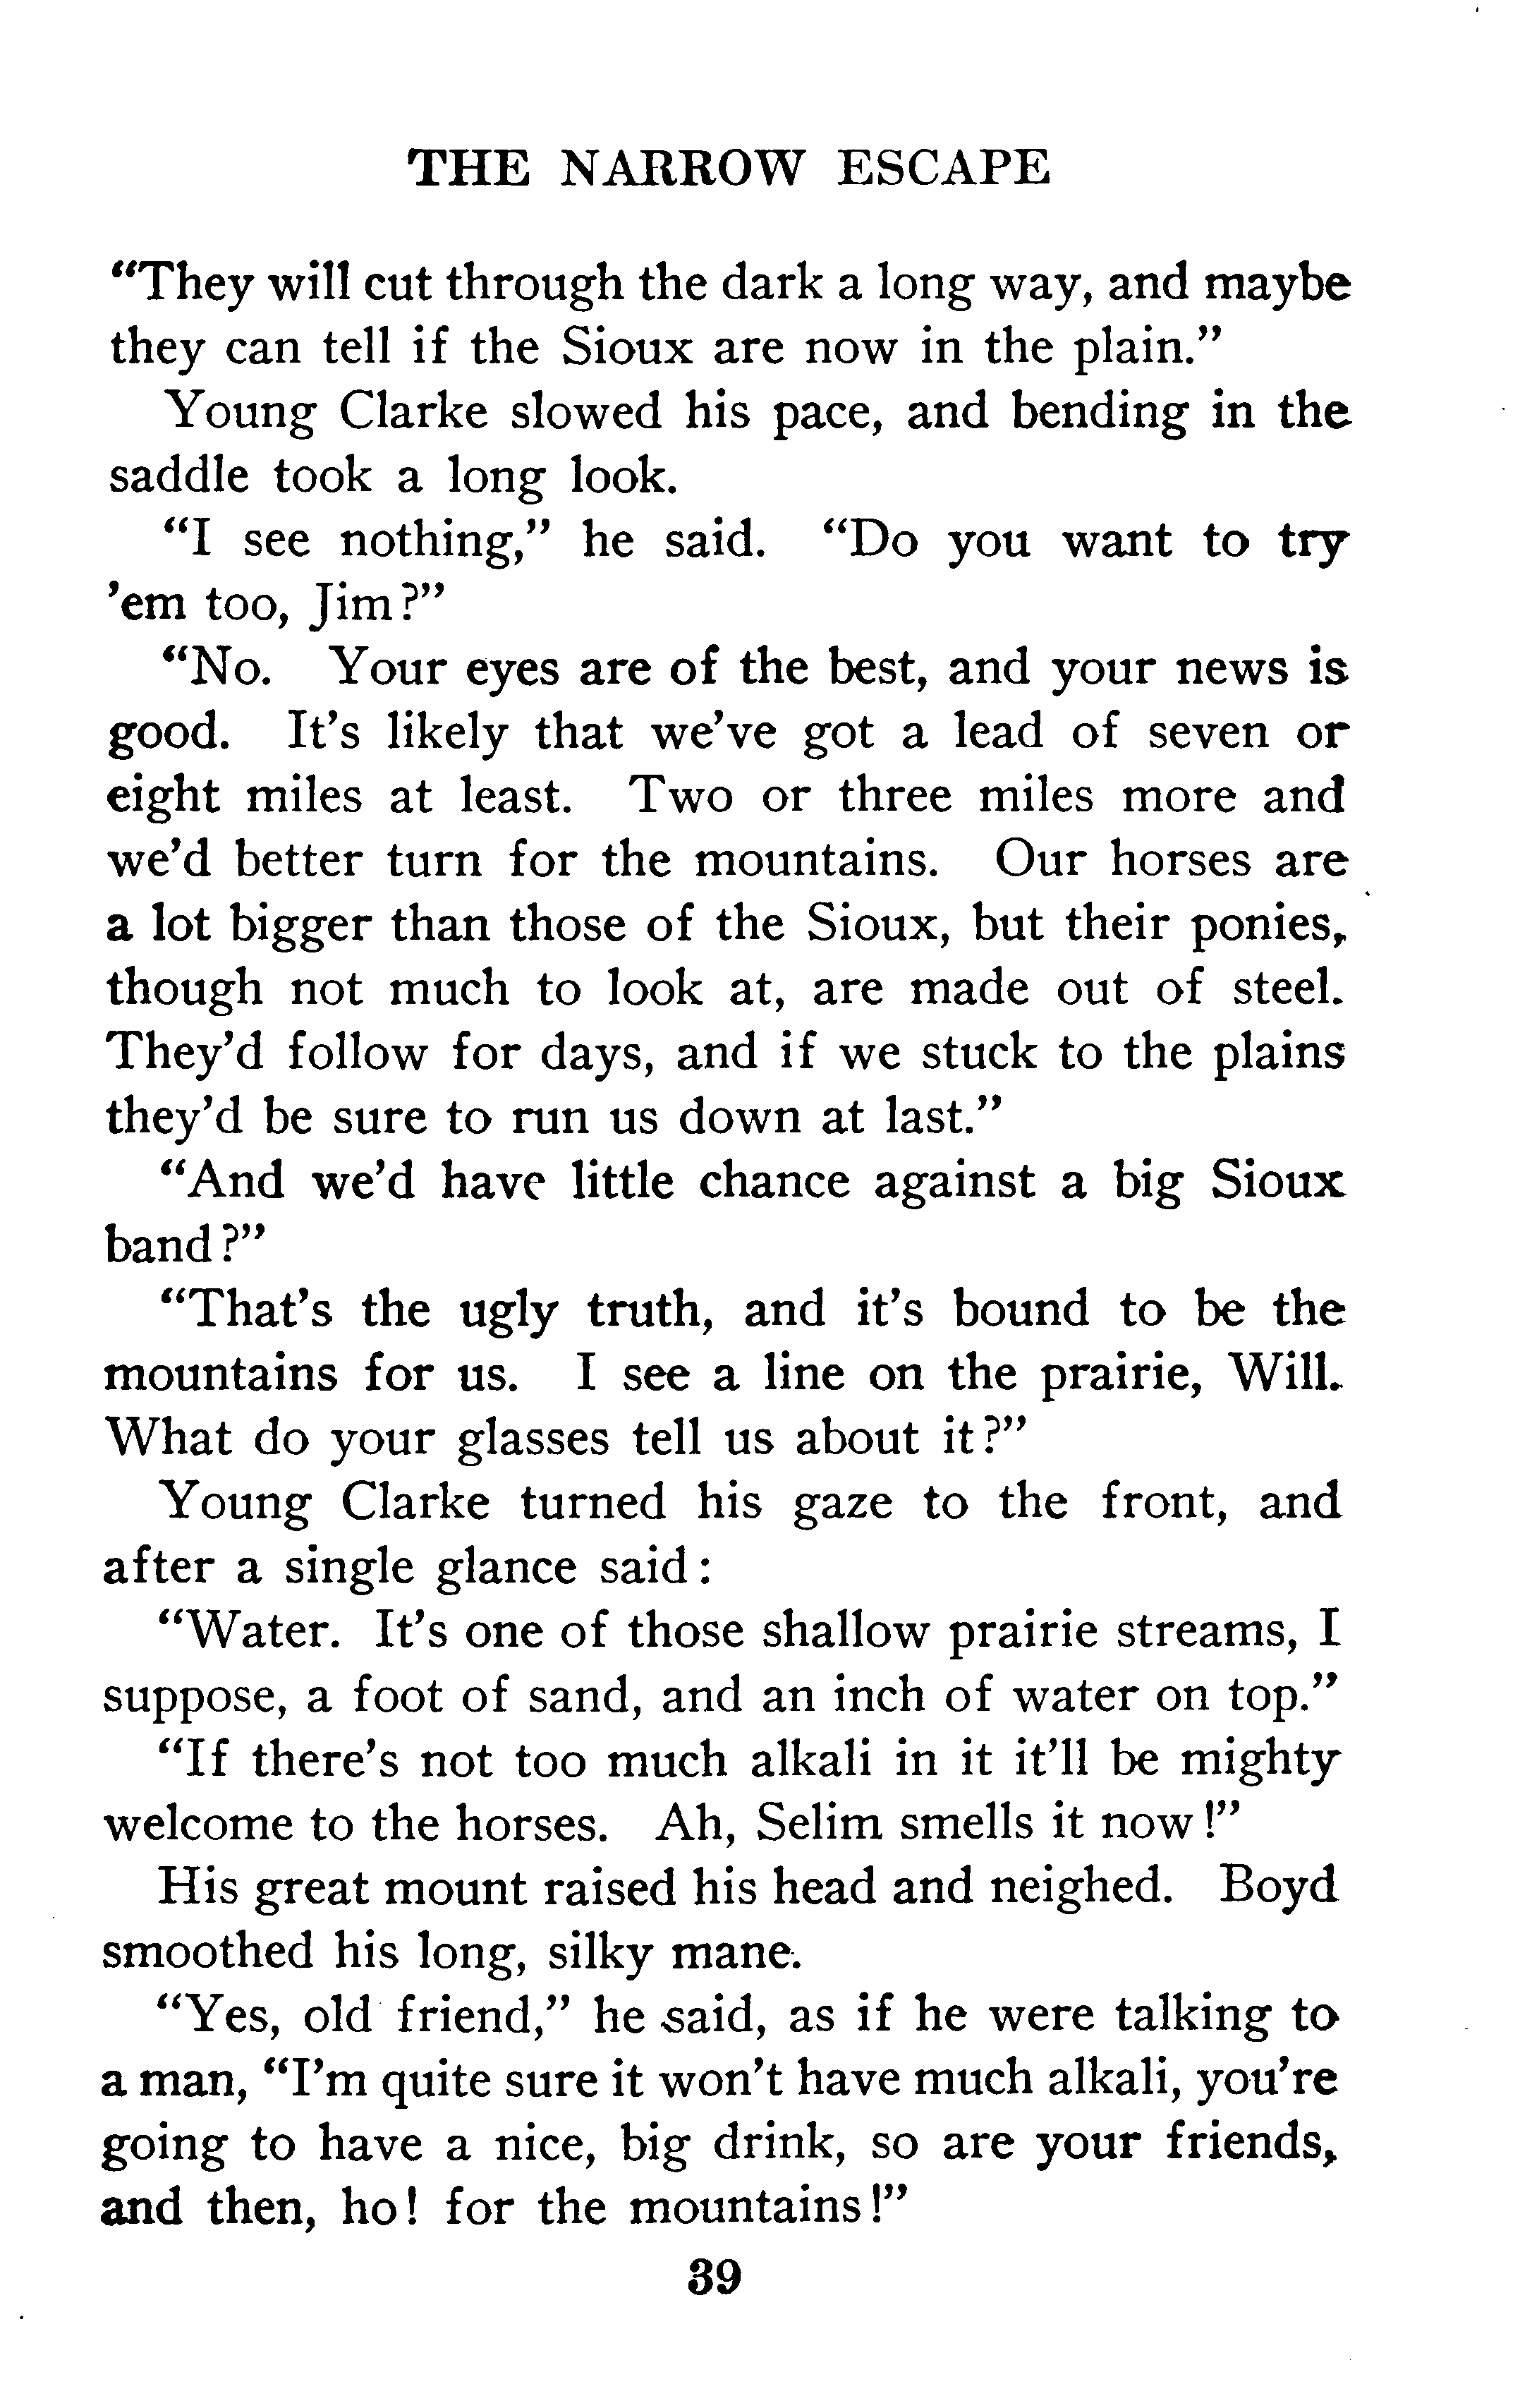 THE NARROW ESCAPE
“They will cut through the dark a long way, and maybe
they can tell if the Sioux are now in the plain.”
Young Clarke slowed his pace, and bending in the
saddle took a long look.
“I see nothing,” he said. “Do you want to try
’em too, Jim?”
“No. Your eyes are of the best, and your news is
good. It’s likely that we’ve got a lead of seven or
eight miles at least. Two or three miles more and
we’d better turn for the mountains. Our horses are
a lot bigger than those of the Sioux, but their ponies,
though not much to look at, are made out of steel.
They’d follow for days, and if we stuck to the plains
they’d be sure to run us down at last.”
“And we’d have little chance against a big Sioux
band?”
“That’s the ugly truth, and it’s bound to be the
mountains for us. I see a line on the prairie, Will.
What do your glasses tell us about it?”
Young Clarke turned his gaze to the front, and
after a single glance said:
“Water. It’s one of those shallow prairie streams, I
suppose, a foot of sand, and an inch of water on top.”
“If there’s not too much alkali in it it’ll be mighty
welcome to the horses. Ah, Selim smells it now!”
His great mount raised his head and neighed. Boyd
smoothed his long, silky mane.
“Yes, old friend,” he said, as if he were talking to
a man, “I’m quite sure it won’t have much alkali, you’re
going to have a nice, big drink, so are your friends,
and then, ho! for the mountains!”
39